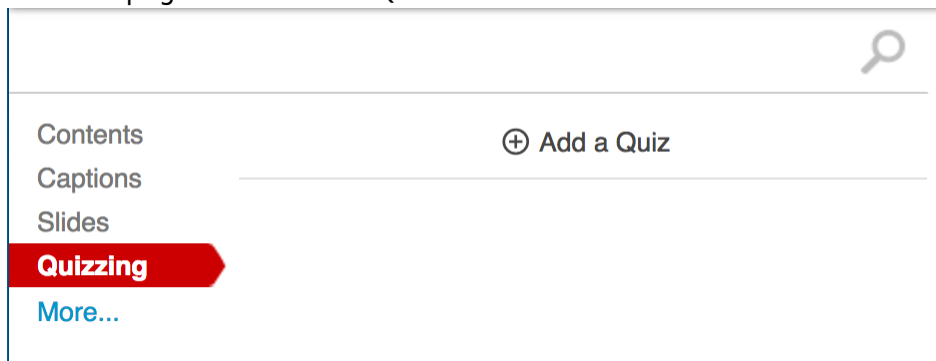 Contents
Add a Quiz
Captions
Slides
Quizzing
More...